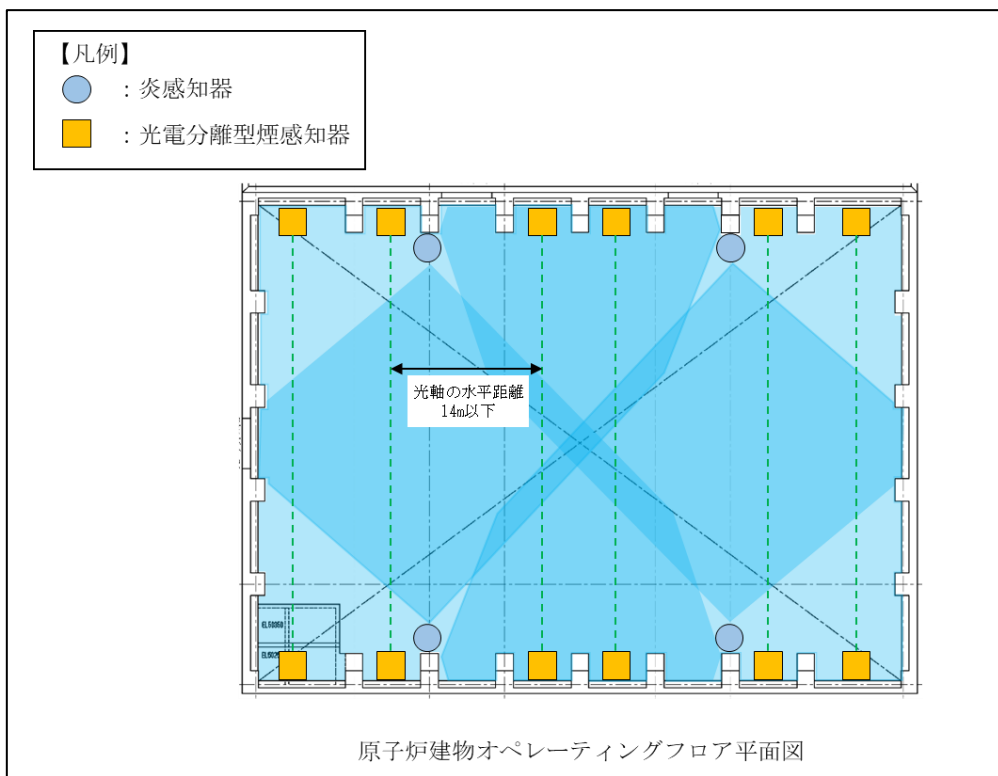 【凡例】
：炎感知器
：光電分離型煙感知器
光軸の水平距離
14m以下
原子炉建物オペレーティングフロア平面図